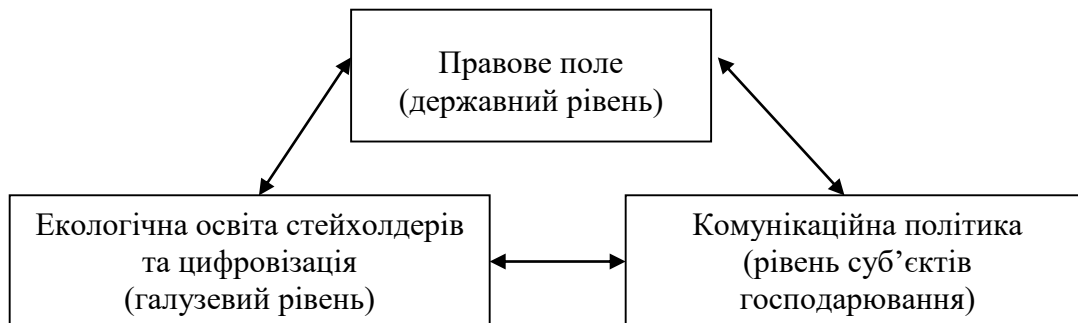 Правове поле
(державний рівень)
Екологічна освіта стейхолдерів
та цифровізація
(галузевий рівень)
Комунікаційна політика
(рівень суб’єктів
господарювання)